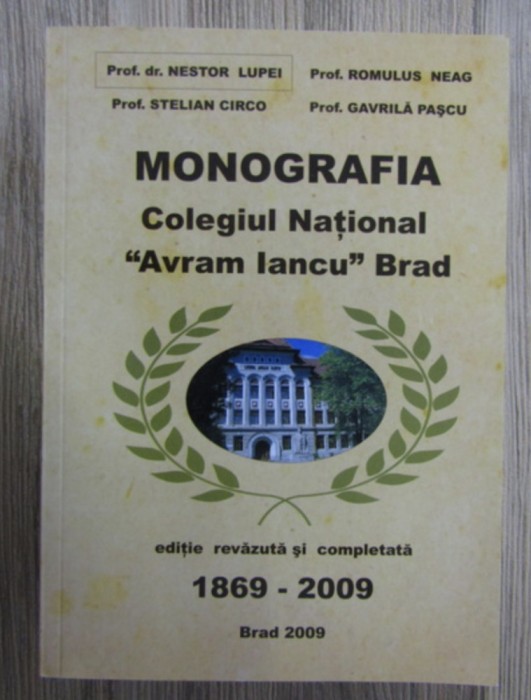 Prof. dr. NESTOR LUPEI
Prof. ROMULUS NEAG
Prof. STELIAN CIRCO
Prof. GAVRILĂ PAŞCU
MONOGRAFIA
Colegiul Naţional
“Avram Iancu” Brad
ediţie revăzută şi completată
1869 - 2009
Brad 2009